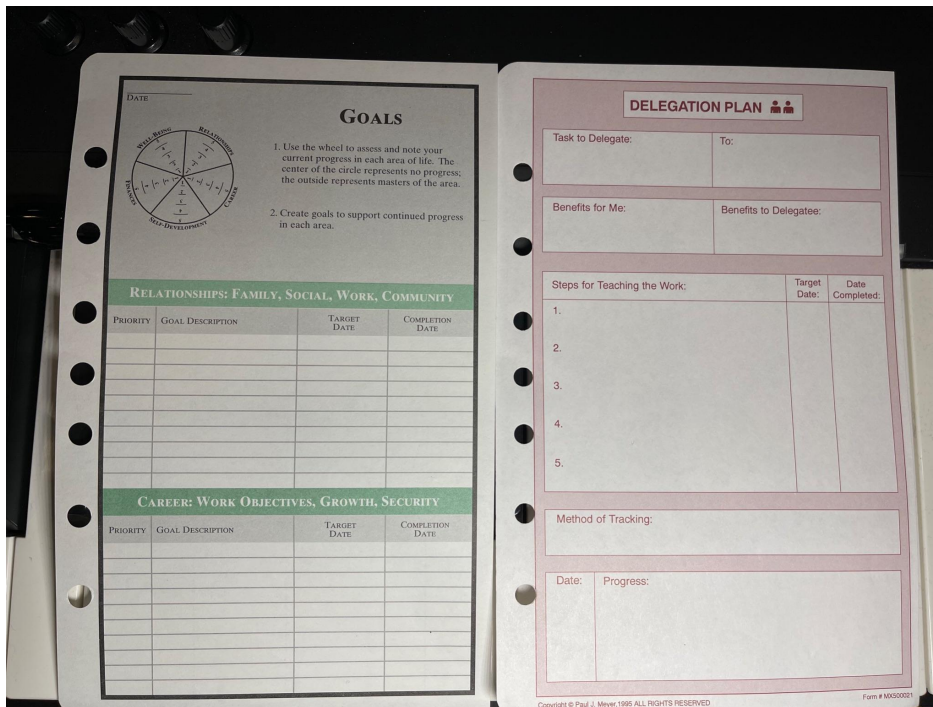 DATE
GOALS
WELL-BEING
RELATIONSHIPS
CAREER
SELF-DEVELOPMENT
FINANCES
1. Use the wheel to assess and note your
current progress in each area of life. The
center of the circle represents no progress;
the outside represents masters of the area.
2. Create goals to support continued progress
in each area.
RELATIONSHIPS: FAMILY, SOCIAL, WORK, COMMUNITY
PRIORITY GOAL DESCRIPTION TARGET DATE COMPLETION DATE
CAREER: WORK OBJECTIVES, GROWTH, SECURITY
PRIORITY GOAL DESCRIPTION TARGET DATE COMPLETION DATE
DELEGATION PLAN
Task to Delegate: To:
Benefits for Me: Benefits to Delegatee:
Steps for Teaching the Work: Target Date: Date Completed:
1.
2.
3.
4.
5.
Method of Tracking:
Date: Progress:
Copyright © Paul J. Meyer,1995 ALL RIGHTS RESERVED
Form # MX500021